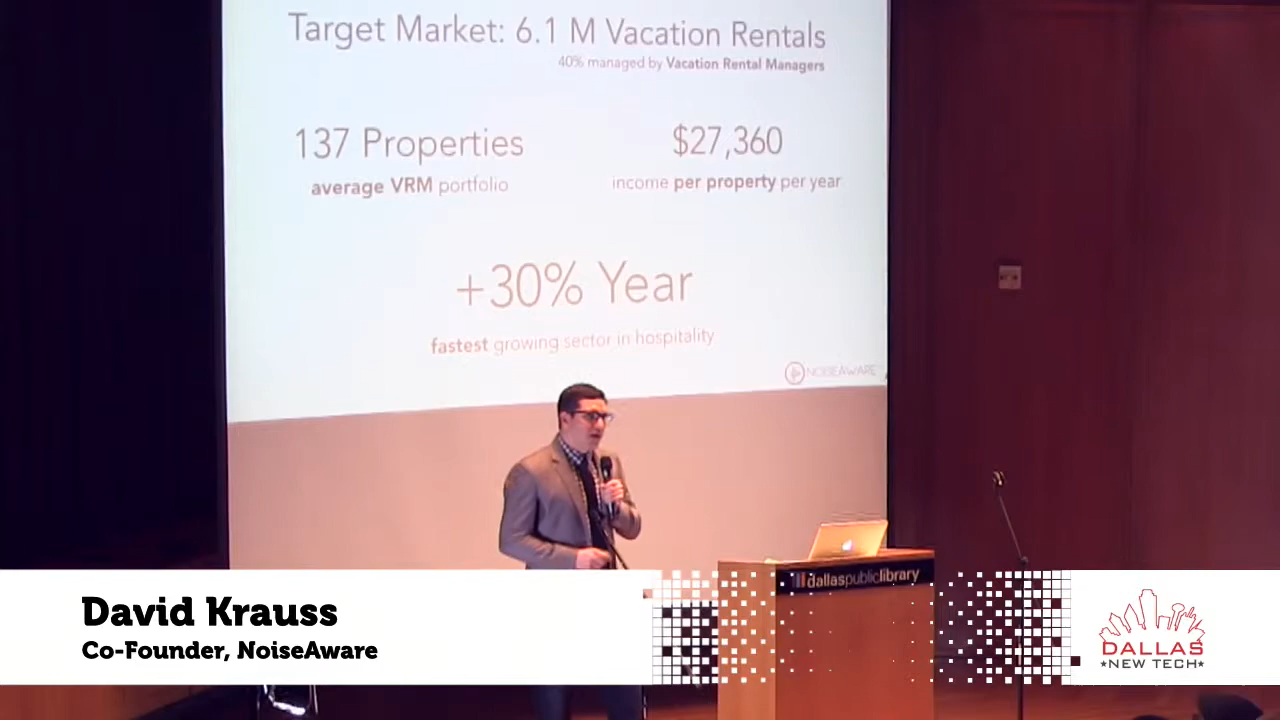 Target Market: 6.1 M Vacation Rentals
40% managed by Vacation Rental Managers
137 Properties
average VRM portfolio
$27,360
income per property per year
+30% Year
fastest growing sector in hospitality
NOISEAWARE
dallaspubliclibrary
David Krauss
Co-Founder, NoiseAware
DALLAS
★NEW TECH★